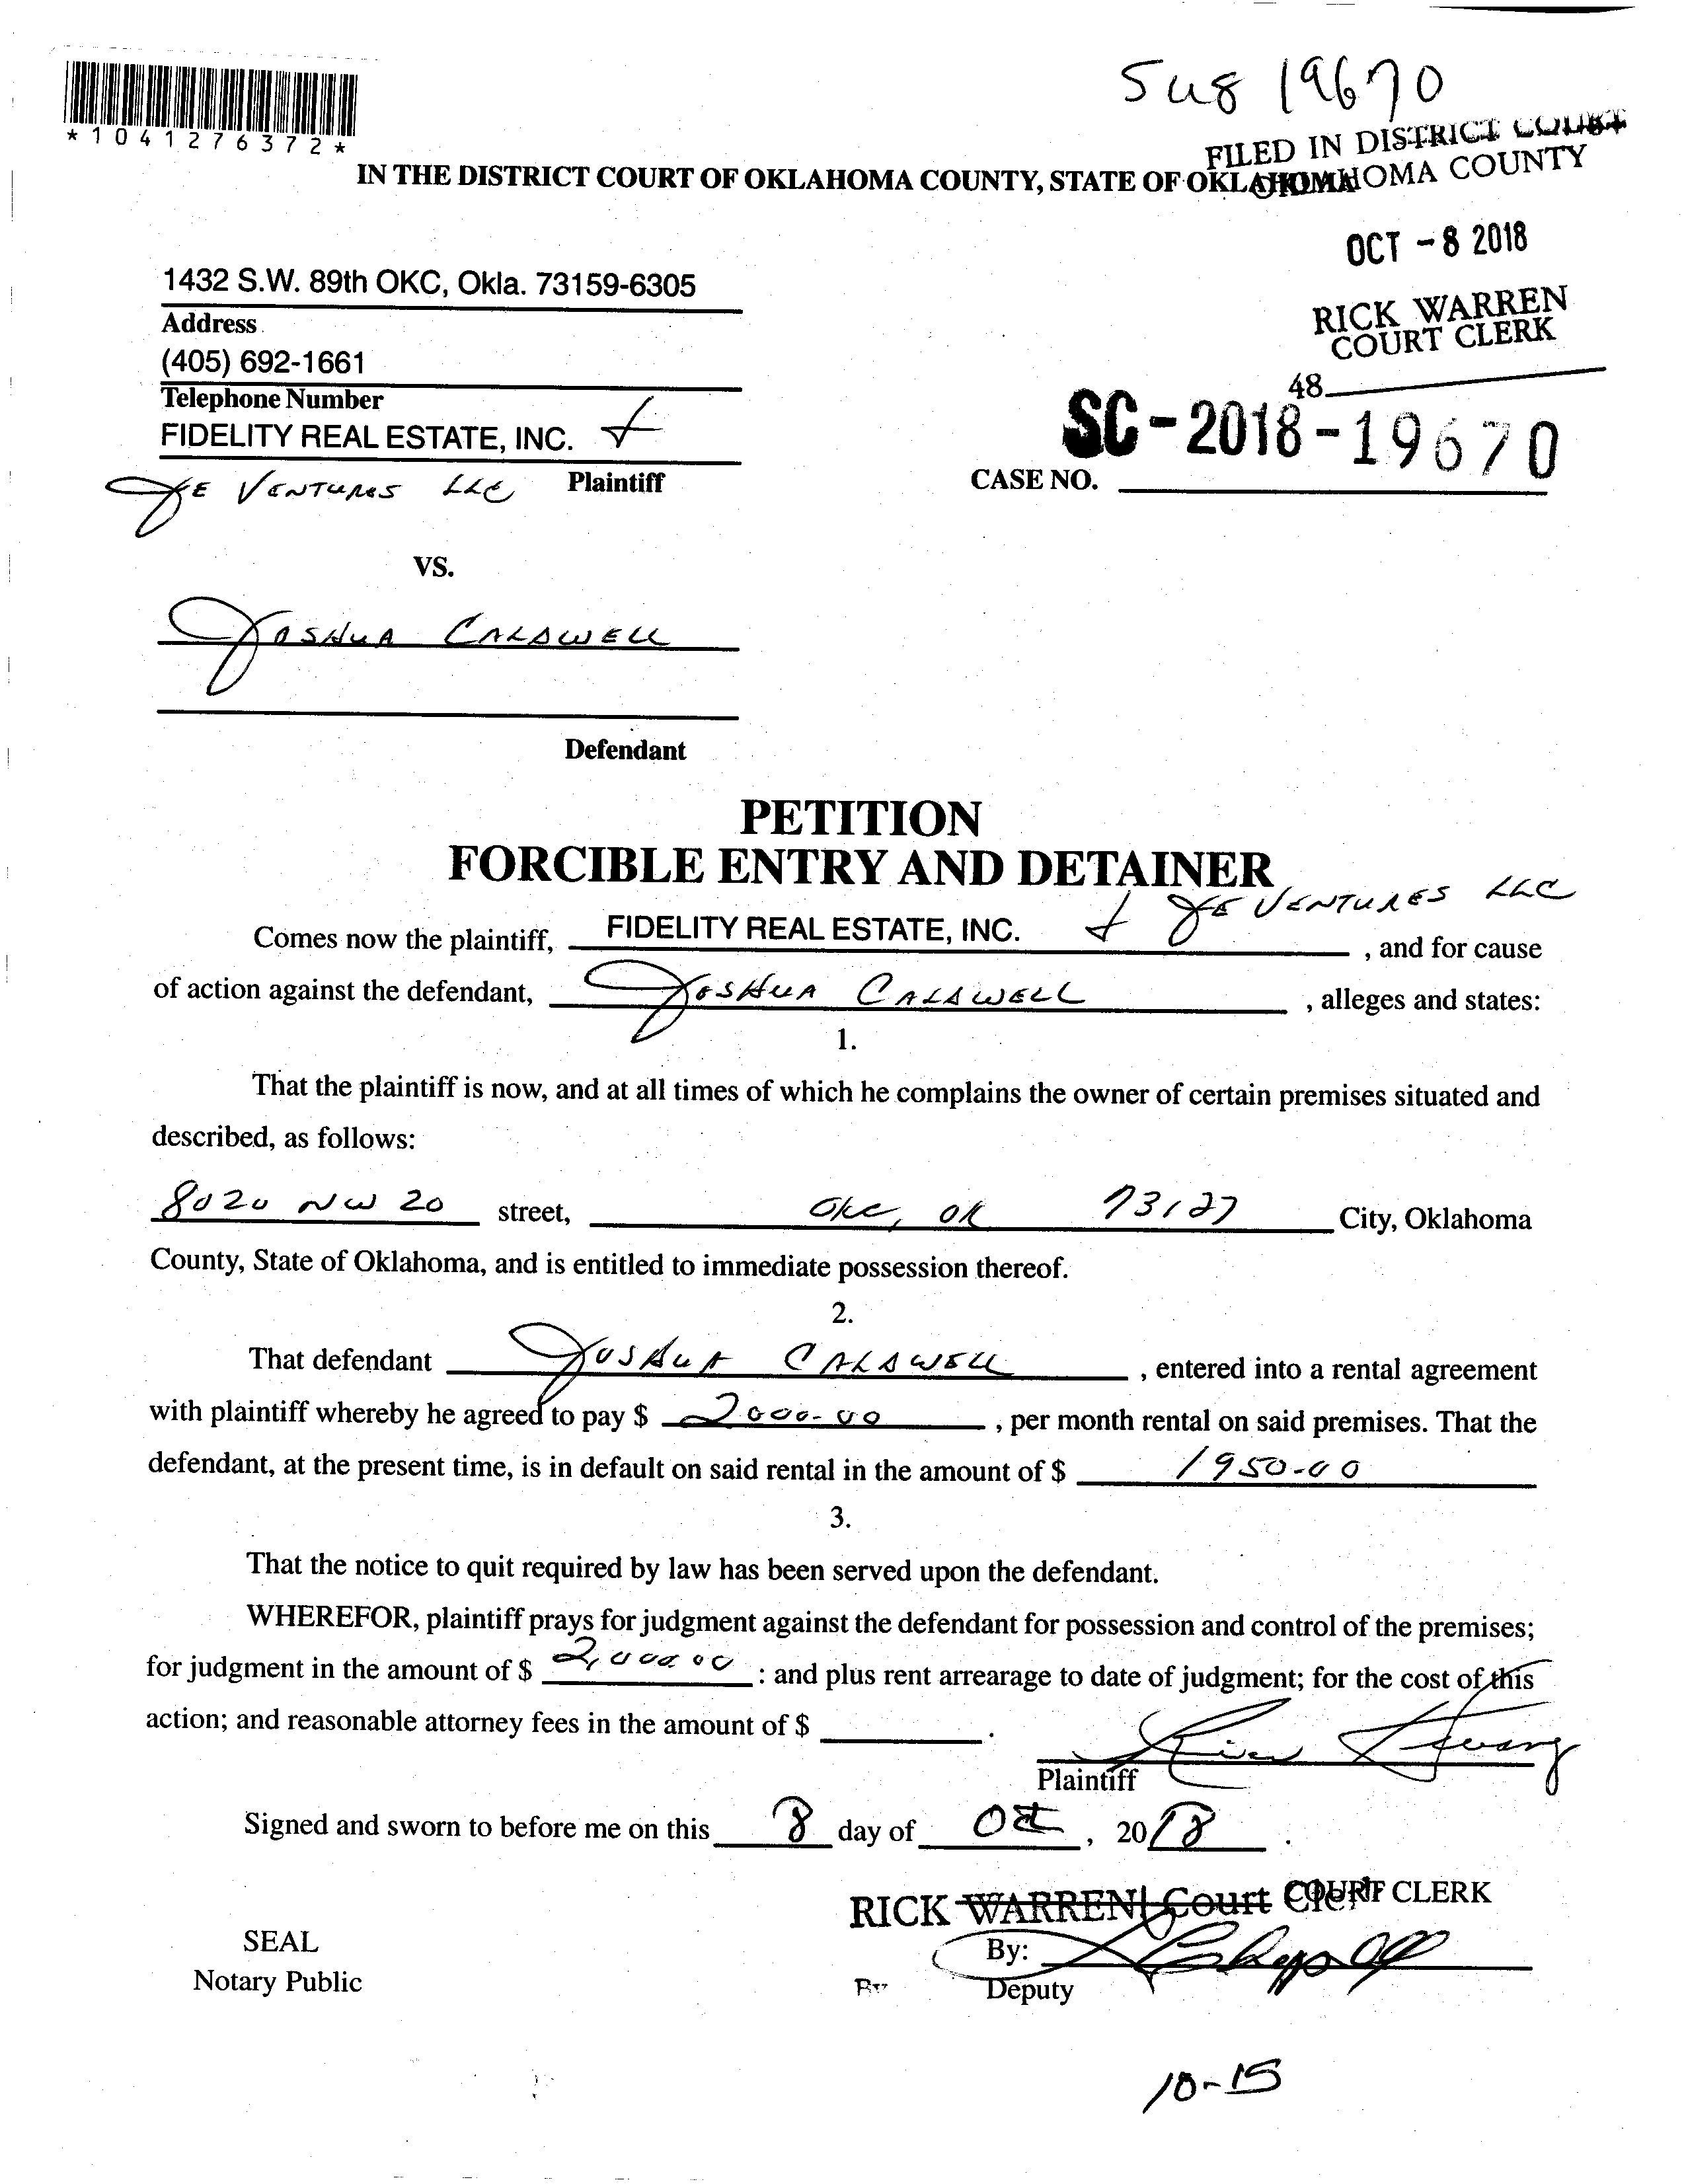 Sug 19670
*1041276372*
FILED IN DISTRICT COURT
OKLAHOMA COUNTY
IN THE DISTRICT COURT OF OKLAHOMA COUNTY, STATE OF OKLAHOMA
OCT - 8 2018
1432 S.W. 89th OKC, Okla. 73159-6305
Address
RICK WARREN
COURT CLERK
(405) 692-1661
Telephone Number
48
FIDELITY REAL ESTATE, INC. +
SC - 2018 - 19670
JE VENTURES LLC Plaintiff
CASE NO.
VS.
JOSHUA CALDWELL
Defendant
PETITION
FORCIBLE ENTRY AND DETAINER
Comes now the plaintiff, FIDELITY REAL ESTATE, INC. + JE VENTURES LLC , and for cause
of action against the defendant, JOSHUA CALDWELL , alleges and states:
1.
That the plaintiff is now, and at all times of which he complains the owner of certain premises situated and
described, as follows:
8020 NW 20 street, OKC, OK 73127 City, Oklahoma
County, State of Oklahoma, and is entitled to immediate possession thereof.
2.
That defendant JOSHUA CALDWELL , entered into a rental agreement
with plaintiff whereby he agreed to pay $ 2000-00 , per month rental on said premises. That the
defendant, at the present time, is in default on said rental in the amount of $ 1950-00
3.
That the notice to quit required by law has been served upon the defendant.
WHEREFOR, plaintiff prays for judgment against the defendant for possession and control of the premises;
for judgment in the amount of $ 2,000 00 : and plus rent arrearage to date of judgment; for the cost of this
action; and reasonable attorney fees in the amount of $ .
Plaintiff
Signed and sworn to before me on this 8 day of Oct , 2018 .
RICK WARREN, Court Clerk COURT CLERK
SEAL
By:
Notary Public
By
Deputy
10-15